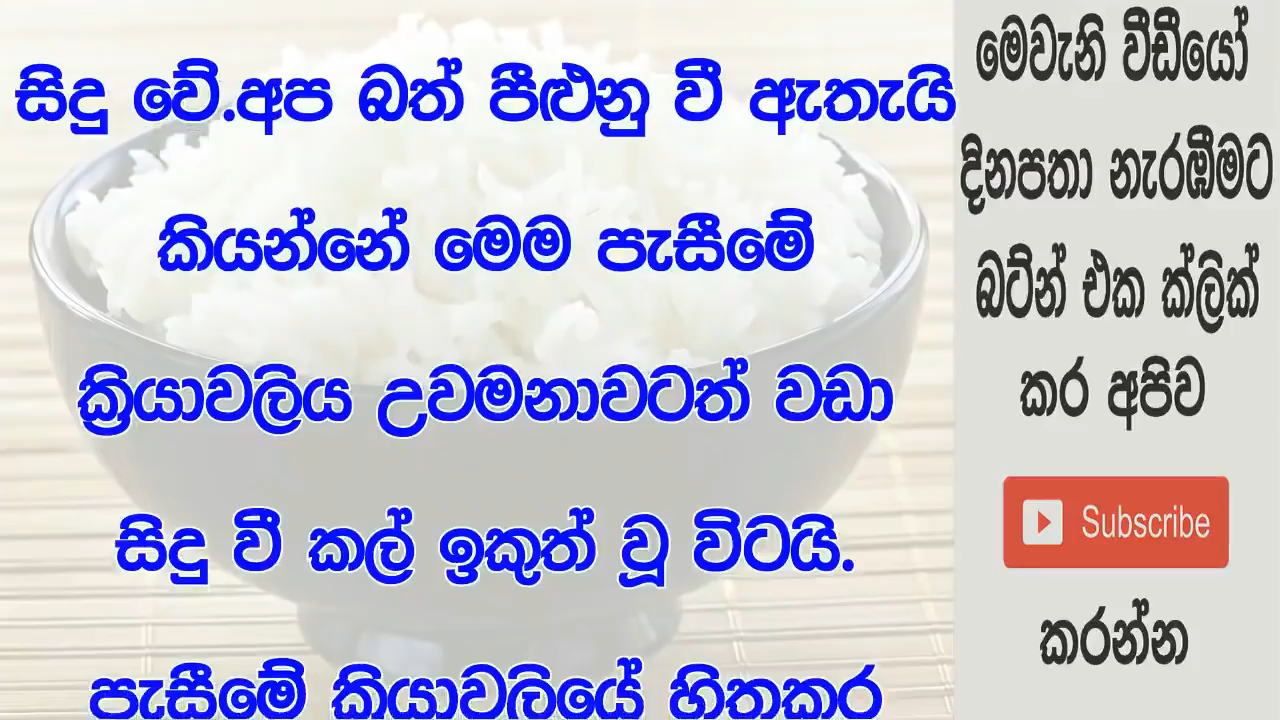 සිදු වේ.අප බත් පිළුනු වී ඇතැයි
කියන්නේ මෙම පැසීමේ
ක්‍රියාවලිය උවමනාවටත් වඩා
සිදු වී කල් ඉකුත් වූ විටයි.
පැසීමේ ක්‍රියාවලියේ හිතකර
මෙවැනි වීඩීයෝ
දිනපතා නැරඹීමට
බටින් එක ක්ලික්
කර අපිව
Subscribe
කරන්න